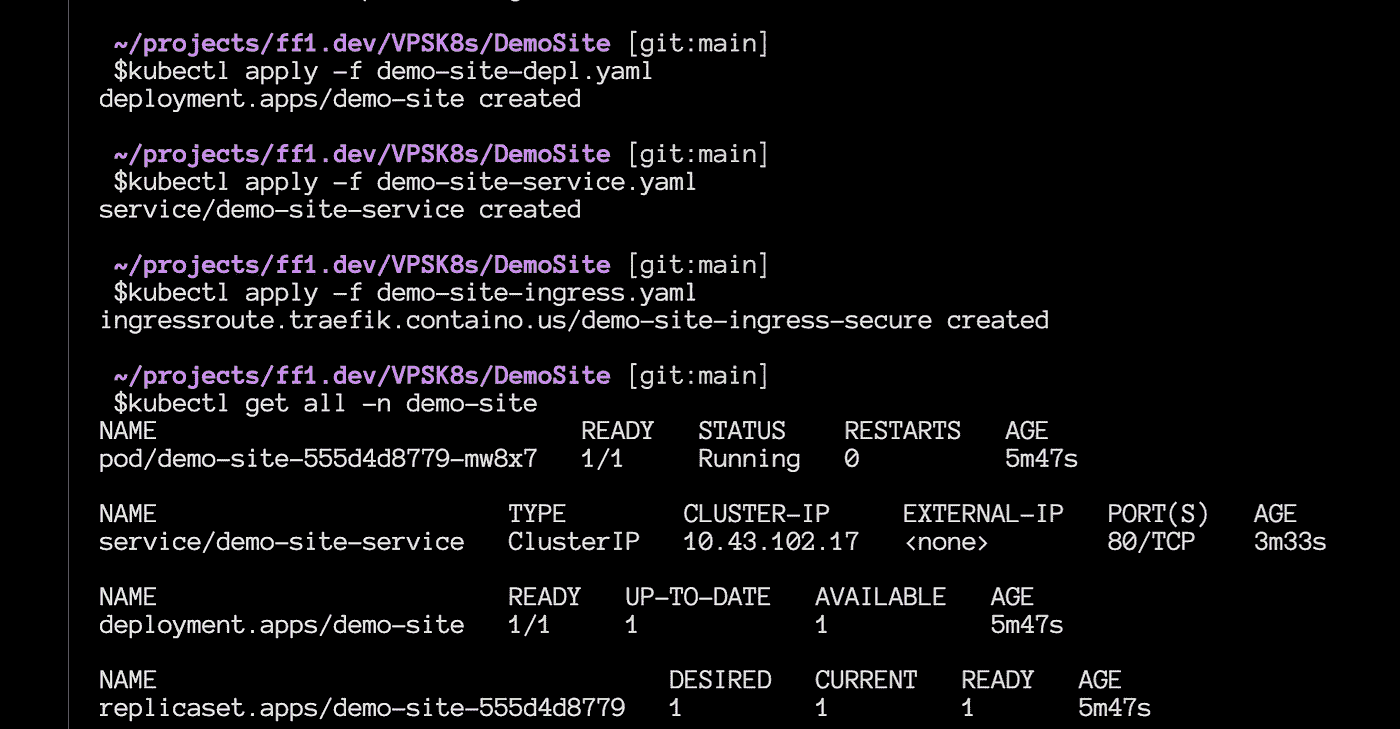 ~/projects/ff1.dev/VPSK8s/DemoSite [git:main]
$kubectl apply -f demo-site-depl.yaml
deployment.apps/demo-site created
~/projects/ff1.dev/VPSK8s/DemoSite [git:main]
$kubectl apply -f demo-site-service.yaml
service/demo-site-service created
~/projects/ff1.dev/VPSK8s/DemoSite [git:main]
$kubectl apply -f demo-site-ingress.yaml
ingressroute.traefik.containo.us/demo-site-ingress-secure created
~/projects/ff1.dev/VPSK8s/DemoSite [git:main]
$kubectl get all -n demo-site
NAME READY STATUS RESTARTS AGE
pod/demo-site-555d4d8779-mw8x7 1/1 Running 0 5m47s
NAME TYPE CLUSTER-IP EXTERNAL-IP PORT(S) AGE
service/demo-site-service ClusterIP 10.43.102.17 <none> 80/TCP 3m33s
NAME READY UP-TO-DATE AVAILABLE AGE
deployment.apps/demo-site 1/1 1 1 5m47s
NAME DESIRED CURRENT READY AGE
replicaset.apps/demo-site-555d4d8779 1 1 1 5m47s